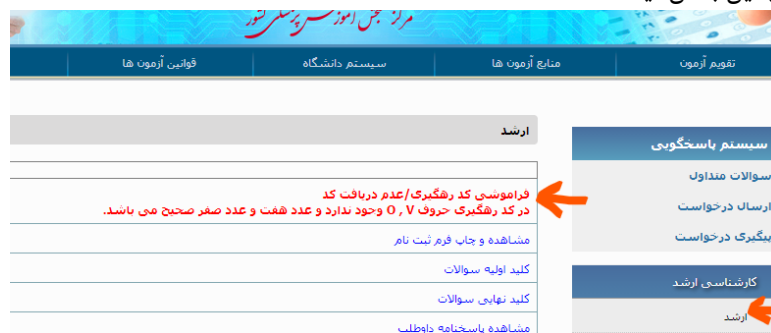 مرکز سنجش آموزش پزشکی کشور
تقویم آزمون
منابع آزمون ها
سیستم دانشگاه
قوانین آزمون ها
ارشد
فراموشی کد رهگیری/عدم دریافت کد
در کد رهگیری حروف O , V وجود ندارد و عدد هفت و عدد صفر صحیح می باشد.
مشاهده و چاپ فرم ثبت نام
کلید اولیه سوالات
کلید نهایی سوالات
مشاهده پاسخنامه داوطلب
سیستم پاسخگویی
سوالات متداول
ارسال درخواست
پیگیری درخواست
کارشناسی ارشد
ارشد